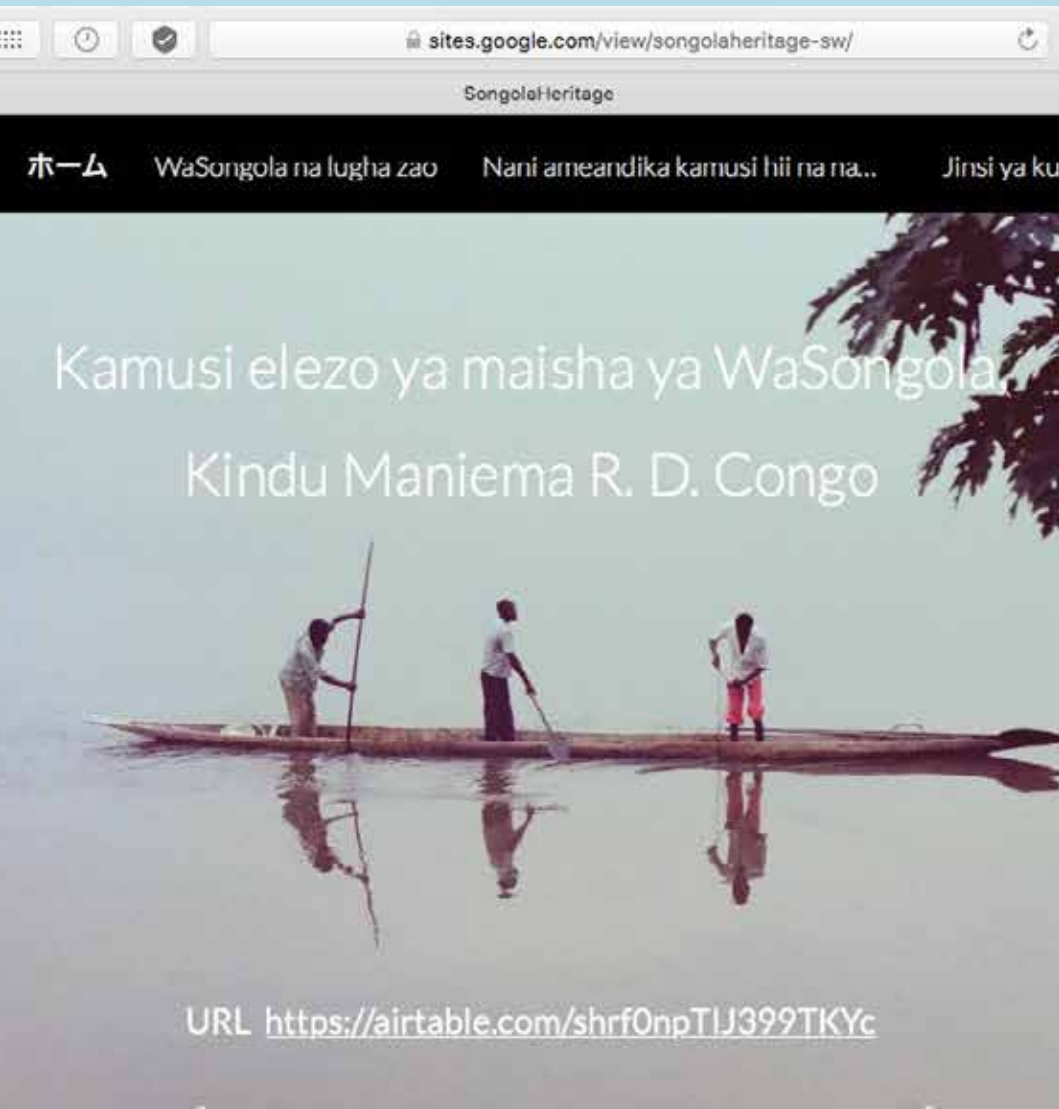 sites.google.com/view/songolaheritage-sw/
SongolaHeritage
ホーム WaSongola na lugha zao Nani ameandika kamusi hii na na... Jinsi ya ku
Kamusi elezo ya maisha ya WaSongola,
Kindu Maniema R. D. Congo
URL https://airtable.com/shrf0npTIJ399TKYc